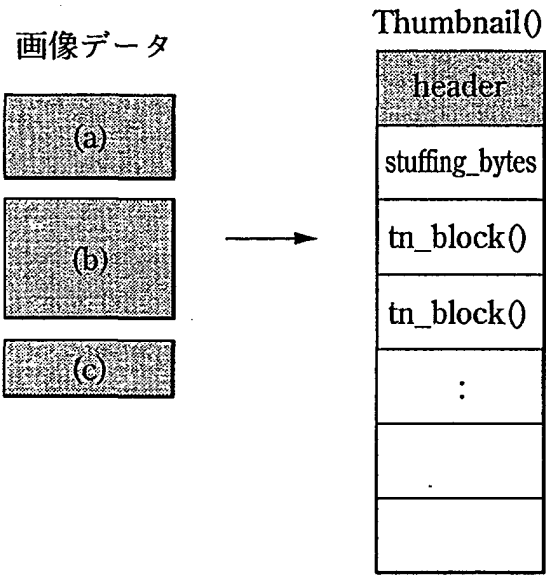 画像データ
(a)
(b)
(c)
Thumbnail()
header
stuffing_bytes
tn_block()
tn_block()
: